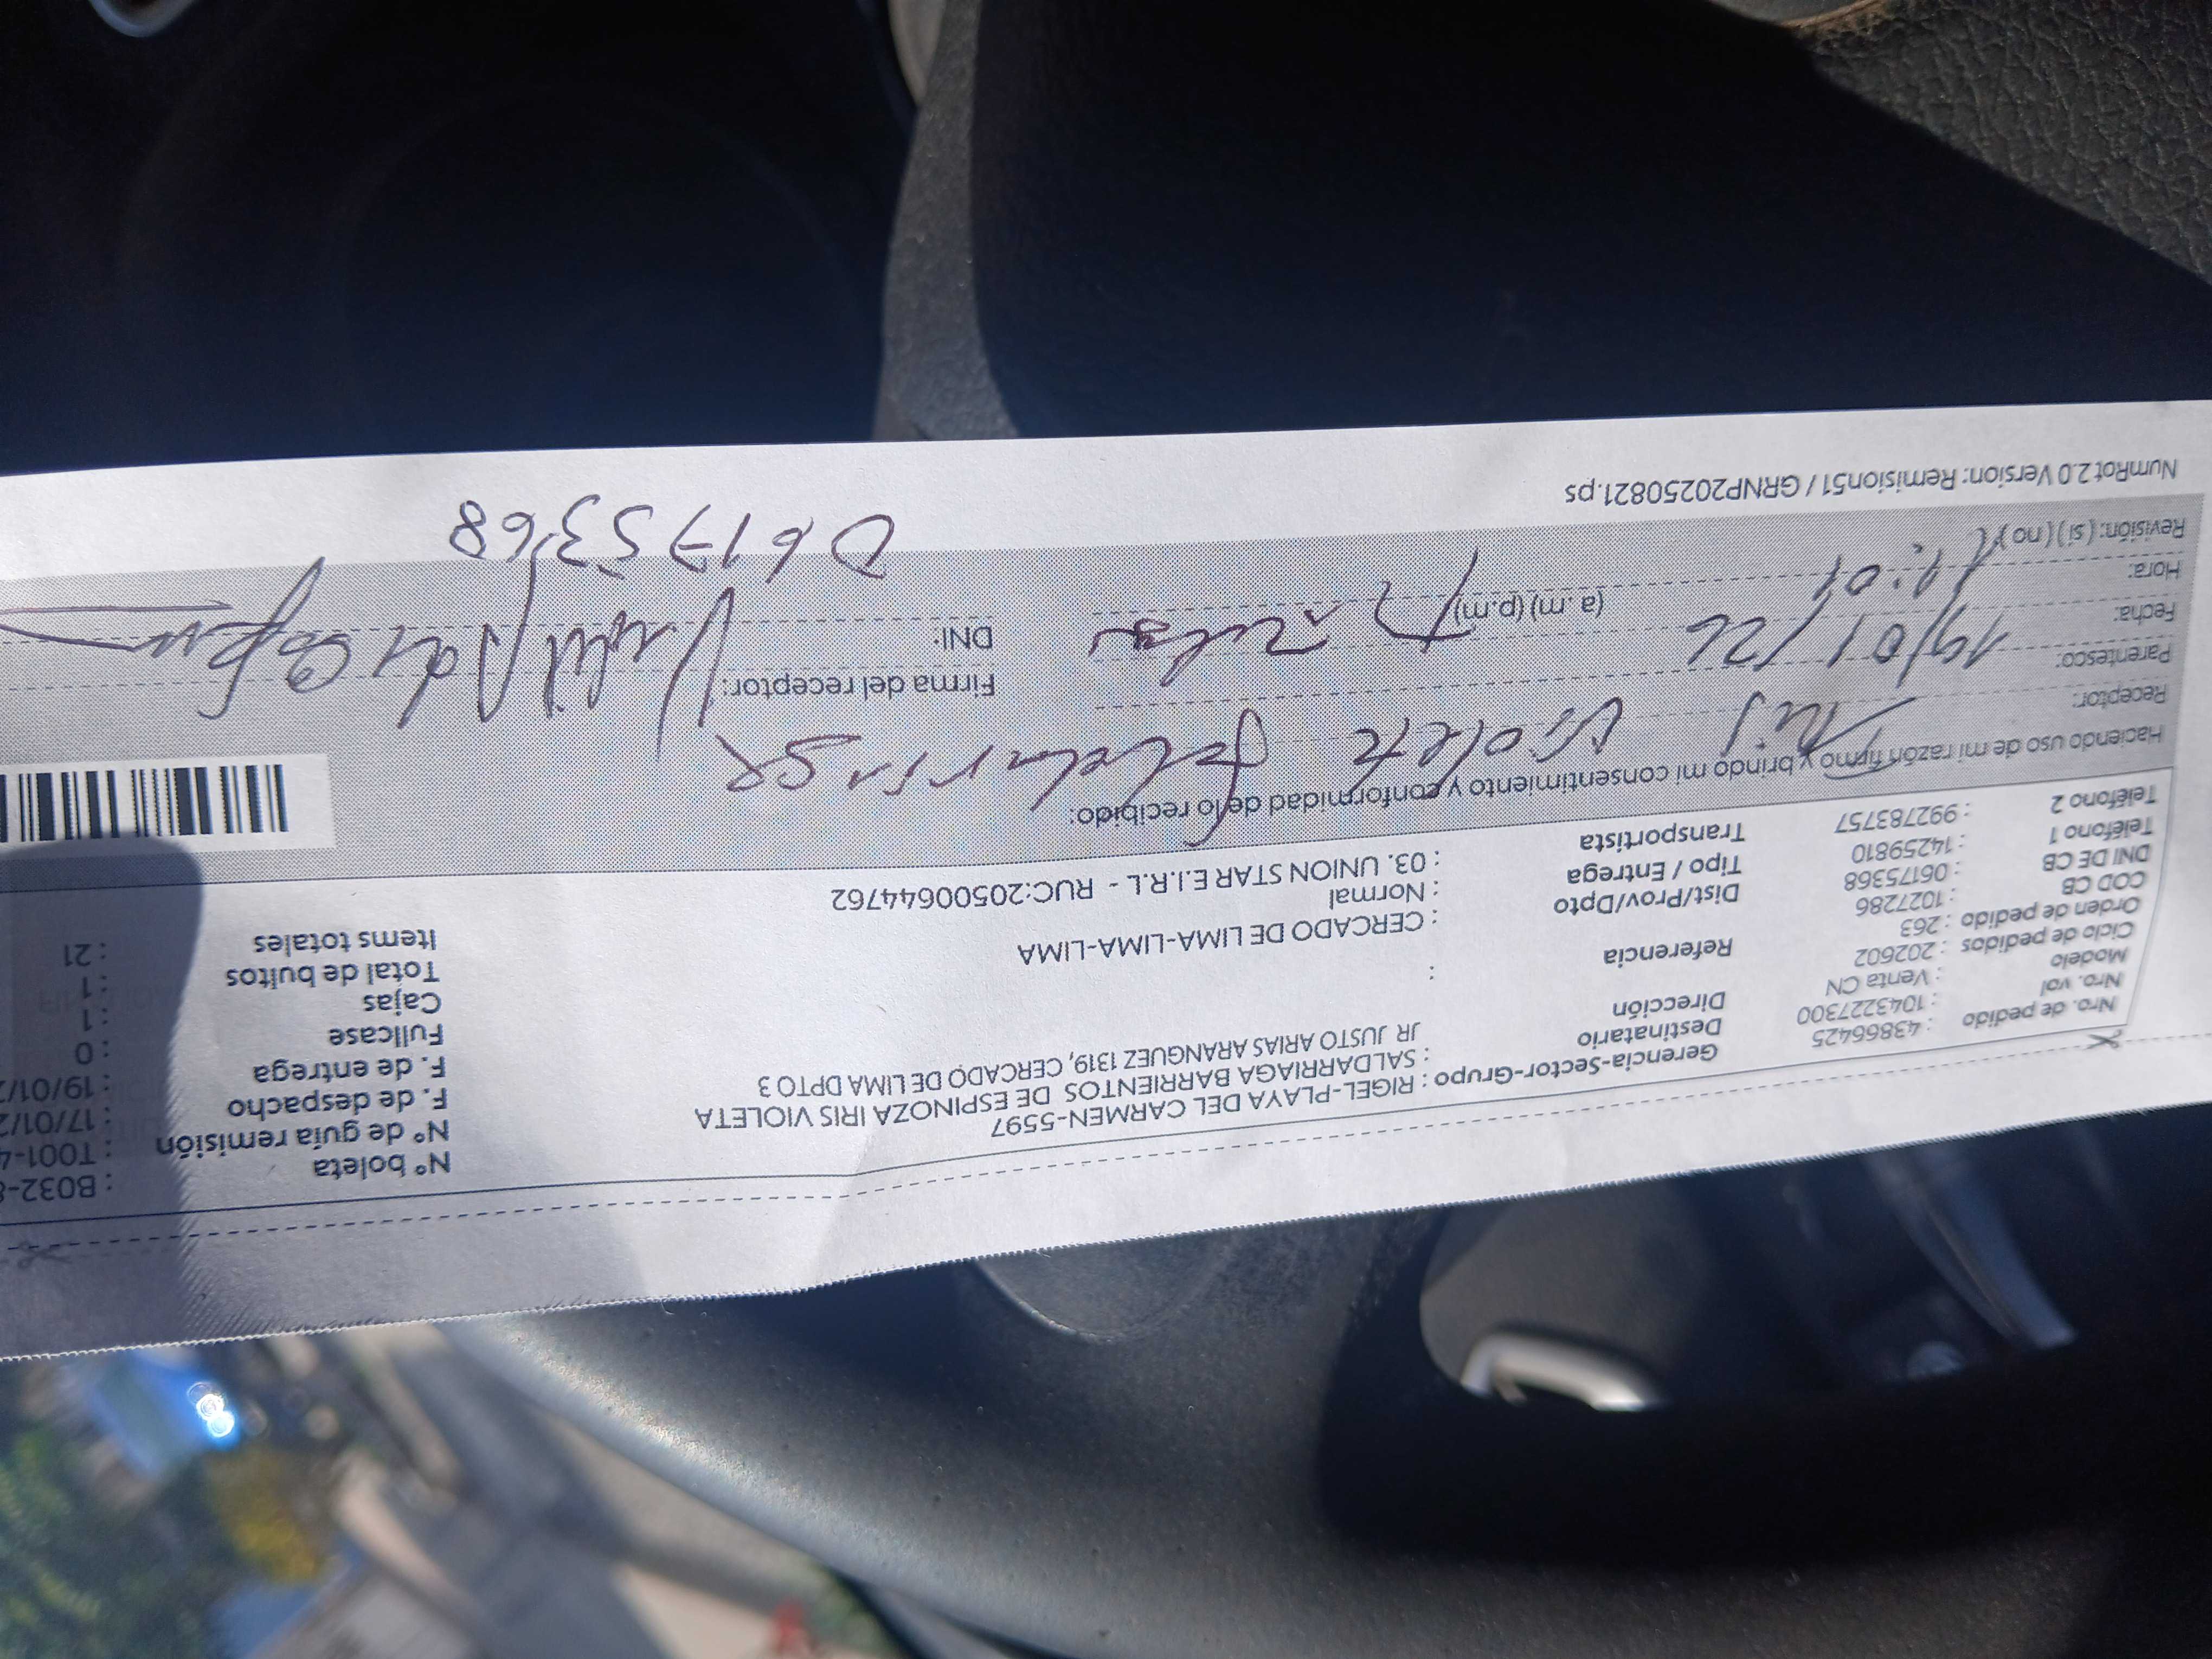 Nro. de pedido : 43866425
Nro. vol : 1043227300
Modelo : Venta CN
Ciclo de pedidos : 202602
Orden de pedido : 263
COD CB : 1027286
DNI DE CB : 06175368
Teléfono 1 : 14259810
Teléfono 2 : 992783757
Gerencia-Sector-Grupo : RIGEL-PLAYA DEL CARMEN-5597
Destinatario : SALDARRIAGA BARRIENTOS DE ESPINOZA IRIS VIOLETA
Dirección JR JUSTO ARIAS ARANGUEZ 1319, CERCADO DE LIMA DPTO 3
Referencia :
Dist/Prov/Dpto : CERCADO DE LIMA-LIMA-LIMA
Tipo / Entrega : Normal
Transportista : 03. UNION STAR E.I.R.L - RUC:20500644762
N° boleta : B032-8
N° de guía remisión : T001-4
F. de despacho : 17/01/2
F. de entrega : 19/01/2
Fullcase : 0
Cajas : 1
Total de bultos : 1
Items totales : 21
Haciendo uso de mi razón firmo y brindo mi consentimiento y conformidad de lo recibido:
Receptor: Iris Violeta Saldarriaga
Parentesco:
Fecha: 19/01/26
Hora: 11:01 (a.m) (p.m)
Revisión: (si) (no)
Firma del receptor:
DNI: 06175368
NumRot 2.0 Version: Remision51 / GRNP20250821.ps